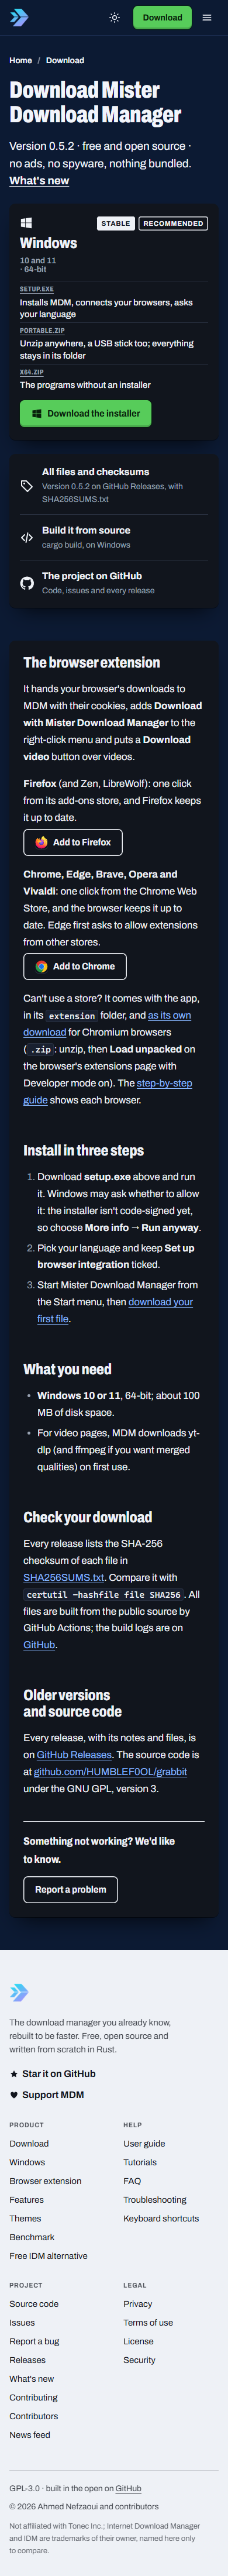 Download
Home / Download
Download Mister
Download Manager
Version 0.5.2 · free and open source ·
no ads, no spyware, nothing bundled.
What's new
STABLE RECOMMENDED
Windows
10 and 11
· 64-bit
SETUP.EXE
Installs MDM, connects your browsers, asks
your language
PORTABLE.ZIP
Unzip anywhere, a USB stick too; everything
stays in its folder
X64.ZIP
The programs without an installer
Download the installer
All files and checksums
Version 0.5.2 on GitHub Releases, with
SHA256SUMS.txt
Build it from source
cargo build, on Windows
The project on GitHub
Code, issues and every release
The browser extension
It hands your browser's downloads to
MDM with their cookies, adds Download
with Mister Download Manager to the
right-click menu and puts a Download
video button over videos.
Firefox (and Zen, LibreWolf): one click
from its add-ons store, and Firefox keeps
it up to date.
Add to Firefox
Chrome, Edge, Brave, Opera and
Vivaldi: one click from the Chrome Web
Store, and the browser keeps it up to
date. Edge first asks to allow extensions
from other stores.
Add to Chrome
Can't use a store? It comes with the app,
in its extension folder, and as its own
download for Chromium browsers
(.zip: unzip, then Load unpacked on
the browser's extensions page with
Developer mode on). The step-by-step
guide shows each browser.
Install in three steps
1. Download setup.exe above and run
it. Windows may ask whether to allow
it: the installer isn't code-signed yet,
so choose More info → Run anyway.
2. Pick your language and keep Set up
browser integration ticked.
3. Start Mister Download Manager from
the Start menu, then download your
first file.
What you need
• Windows 10 or 11, 64-bit; about 100
MB of disk space.
• For video pages, MDM downloads yt-
dlp (and ffmpeg if you want merged
qualities) on first use.
Check your download
Every release lists the SHA-256
checksum of each file in
SHA256SUMS.txt. Compare it with
certutil -hashfile file SHA256. All
files are built from the public source by
GitHub Actions; the build logs are on
GitHub.
Older versions
and source code
Every release, with its notes and files, is
on GitHub Releases. The source code is
at github.com/HUMBLEF0OL/grabbit
under the GNU GPL, version 3.
Something not working? We'd like
to know.
Report a problem
The download manager you already know,
rebuilt to be faster. Free, open source and
written from scratch in Rust.
Star it on GitHub
Support MDM
PRODUCT
Download
Windows
Browser extension
Features
Themes
Benchmark
Free IDM alternative
HELP
User guide
Tutorials
FAQ
Troubleshooting
Keyboard shortcuts
PROJECT
Source code
Issues
Report a bug
Releases
What's new
Contributing
Contributors
News feed
LEGAL
Privacy
Terms of use
License
Security
GPL-3.0 · built in the open on GitHub
© 2026 Ahmed Nefzaoui and contributors
Not affiliated with Tonec Inc.; Internet Download Manager
and IDM are trademarks of their owner, named here only
to compare.